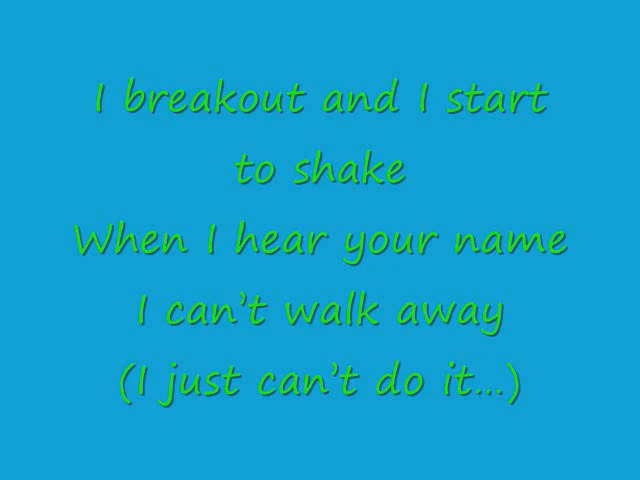 I breakout and I start
to shake
When I hear your name
I can't walk away
(I just can't do it...)